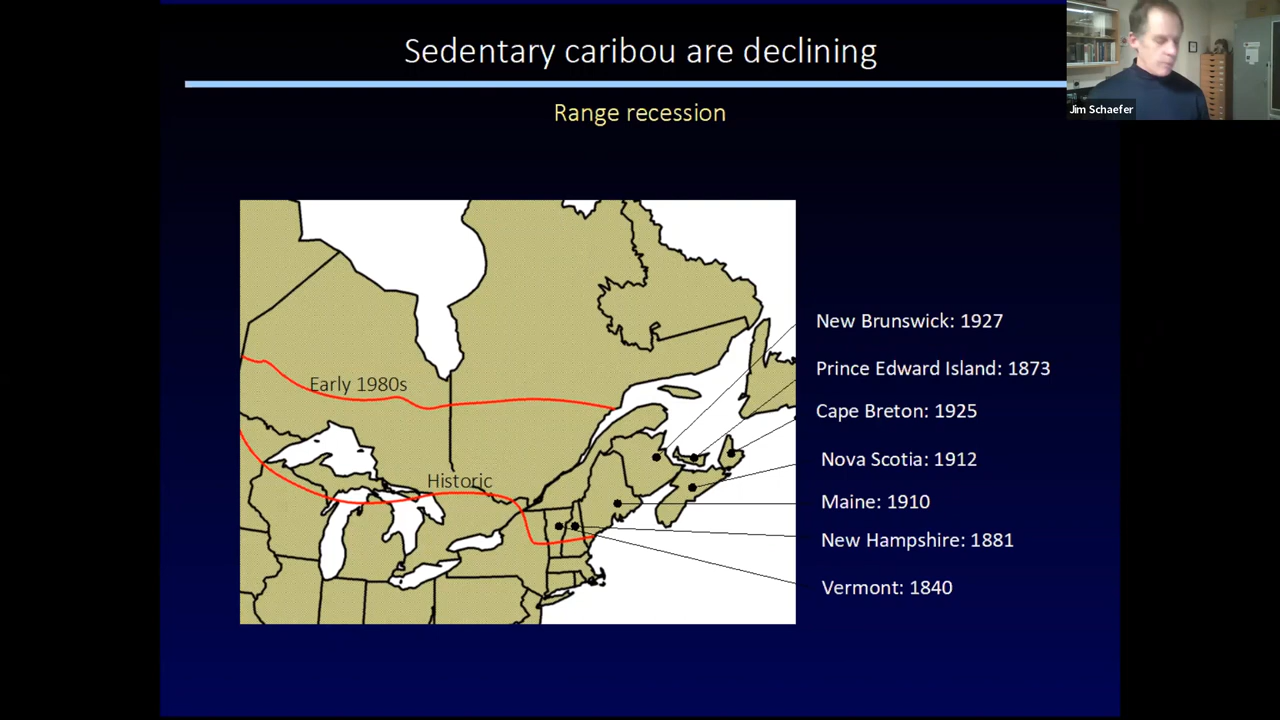 Sedentary caribou are declining
Jim Schaefer
Range recession
Early 1980s
Historic
New Brunswick: 1927
Prince Edward Island: 1873
Cape Breton: 1925
Nova Scotia: 1912
Maine: 1910
New Hampshire: 1881
Vermont: 1840